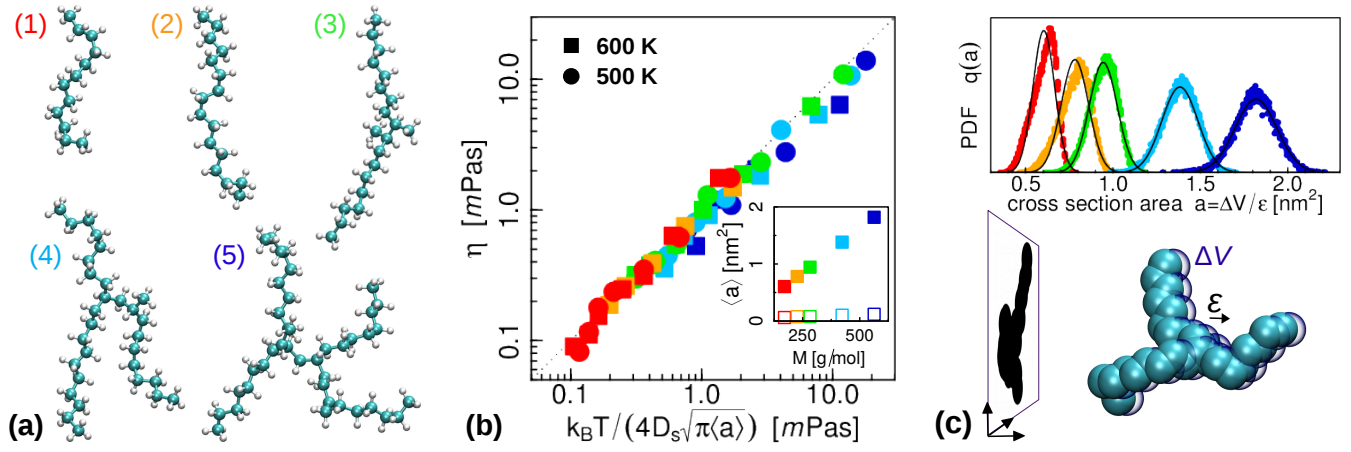 (1)
(2)
(3)
(4)
(5)
(a)
η [mPas]
10.0
1.0
0.1
600 K
500 K
⟨a⟩ [nm²]
2
1
0
250
500
M [g/mol]
0.1
1.0
10.0
k_BT/(4D_s√π⟨a⟩) [mPas]
(b)
PDF q(a)
0.5
1.0
1.5
2.0
cross section area a=ΔV/ε [nm²]
ΔV
ε
(c)